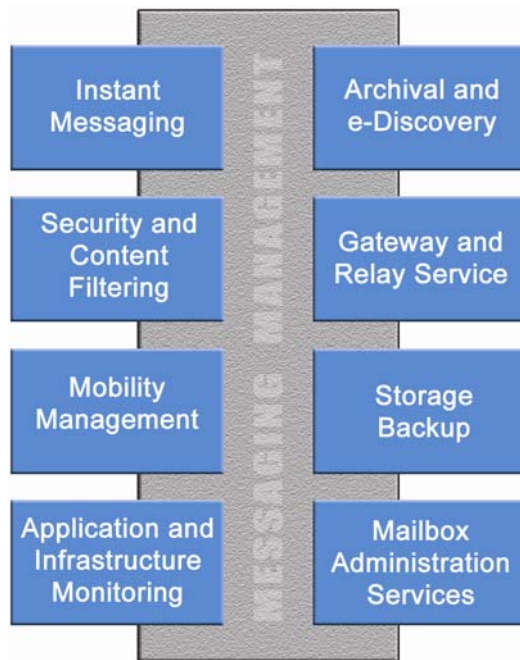 Instant
Messaging
Archival and
e-Discovery
Security and
Content
Filtering
Gateway and
Relay Service
Mobility
Management
Storage
Backup
Application and
Infrastructure
Monitoring
Mailbox
Administration
Services
MESSAGING MANAGEMENT